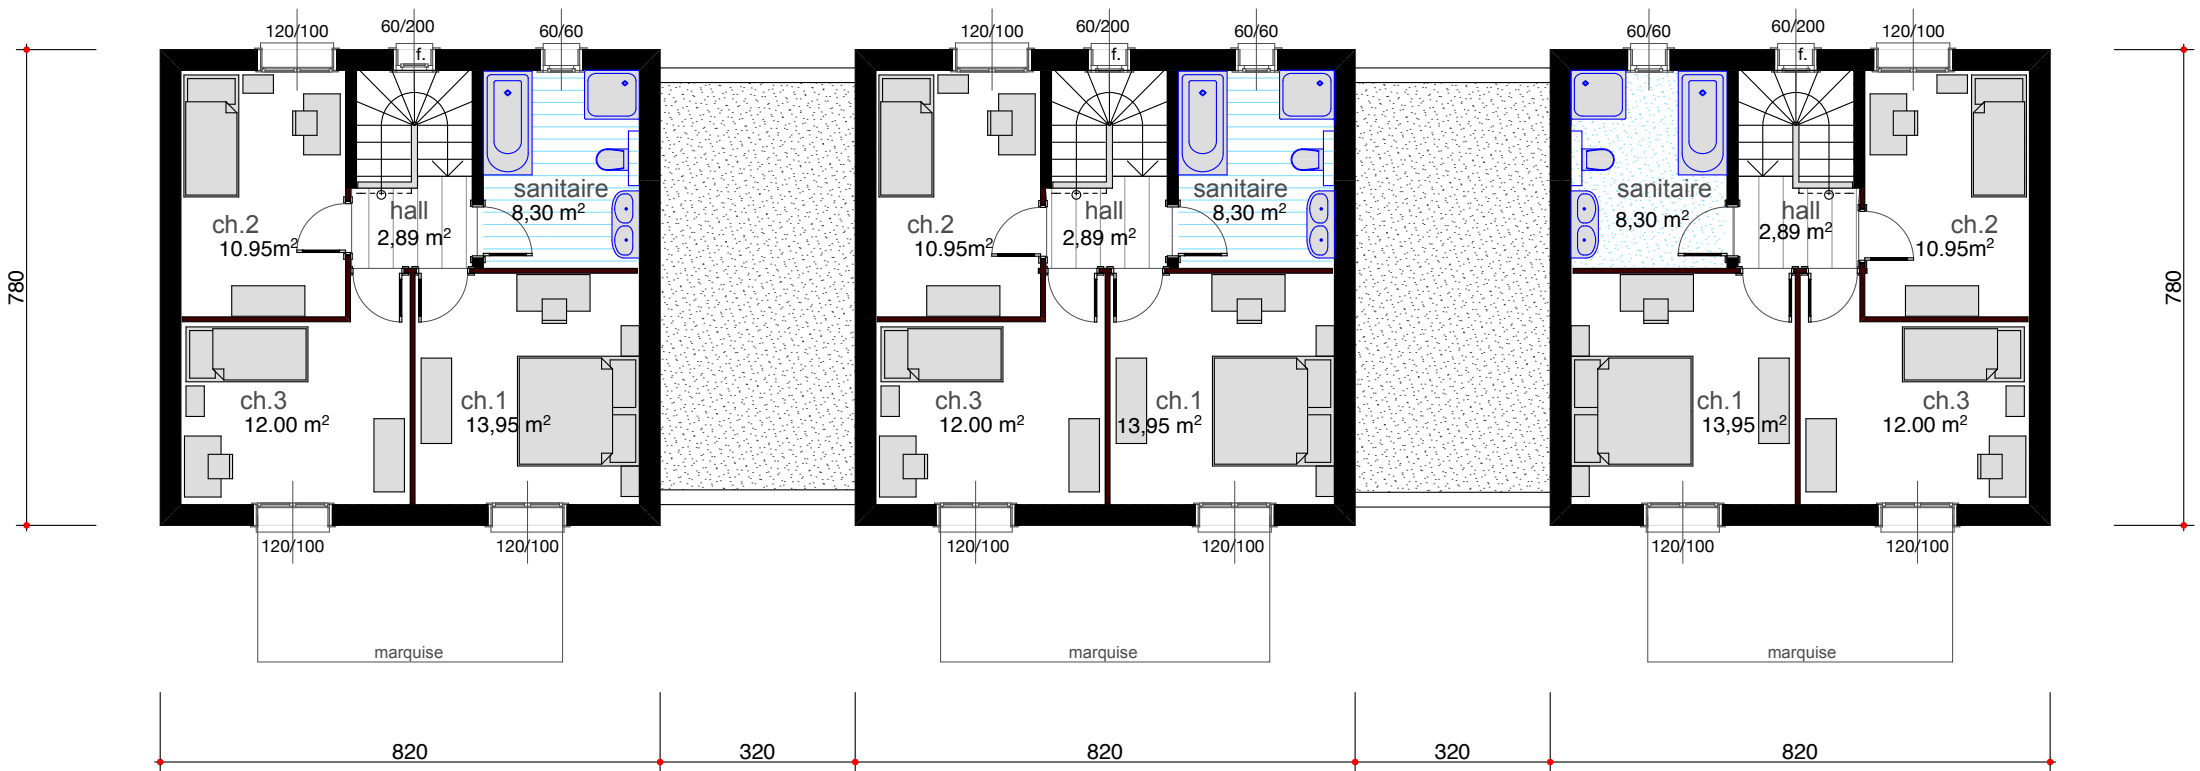 120/100 60/200 60/60 120/100 60/200 60/60 60/60 60/200 120/100
f. f. f.
sanitaire
8,30 m²
hall
2,89 m²
ch.2
10.95m²
ch.3
12.00 m²
ch.1
13,95 m²
120/100 120/100
marquise
sanitaire
8,30 m²
hall
2,89 m²
ch.2
10.95m²
ch.3
12.00 m²
ch.1
13,95 m²
120/100 120/100
marquise
sanitaire
8,30 m²
hall
2,89 m²
ch.2
10.95m²
ch.1
13,95 m²
ch.3
12.00 m²
120/100 120/100
marquise
780
780
820 320 820 320 820